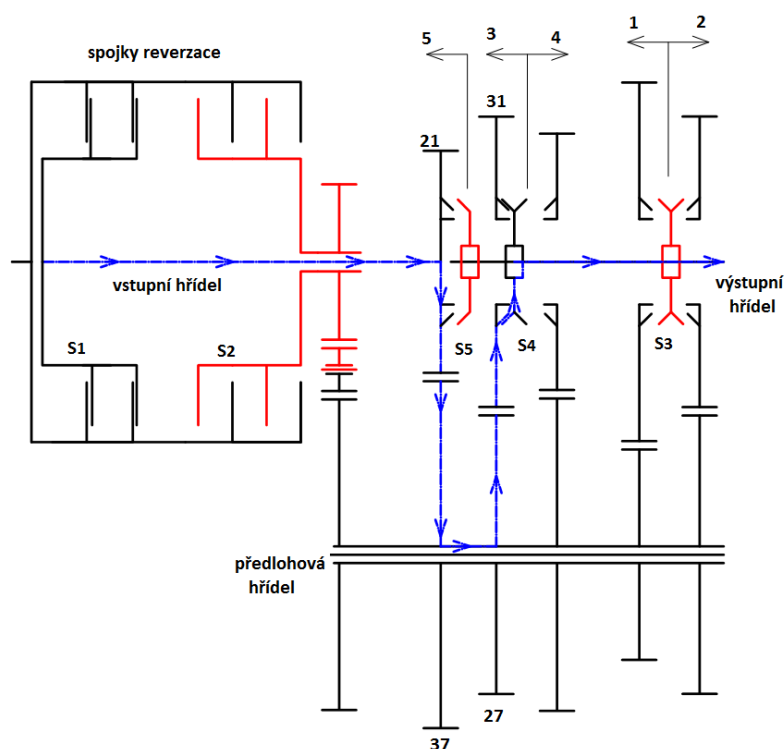 spojky reverzace
5
3
4
1
2
31
21
vstupní hřídel
výstupní
hřídel
S1
S2
S5
S4
S3
předlohová
hřídel
27
37